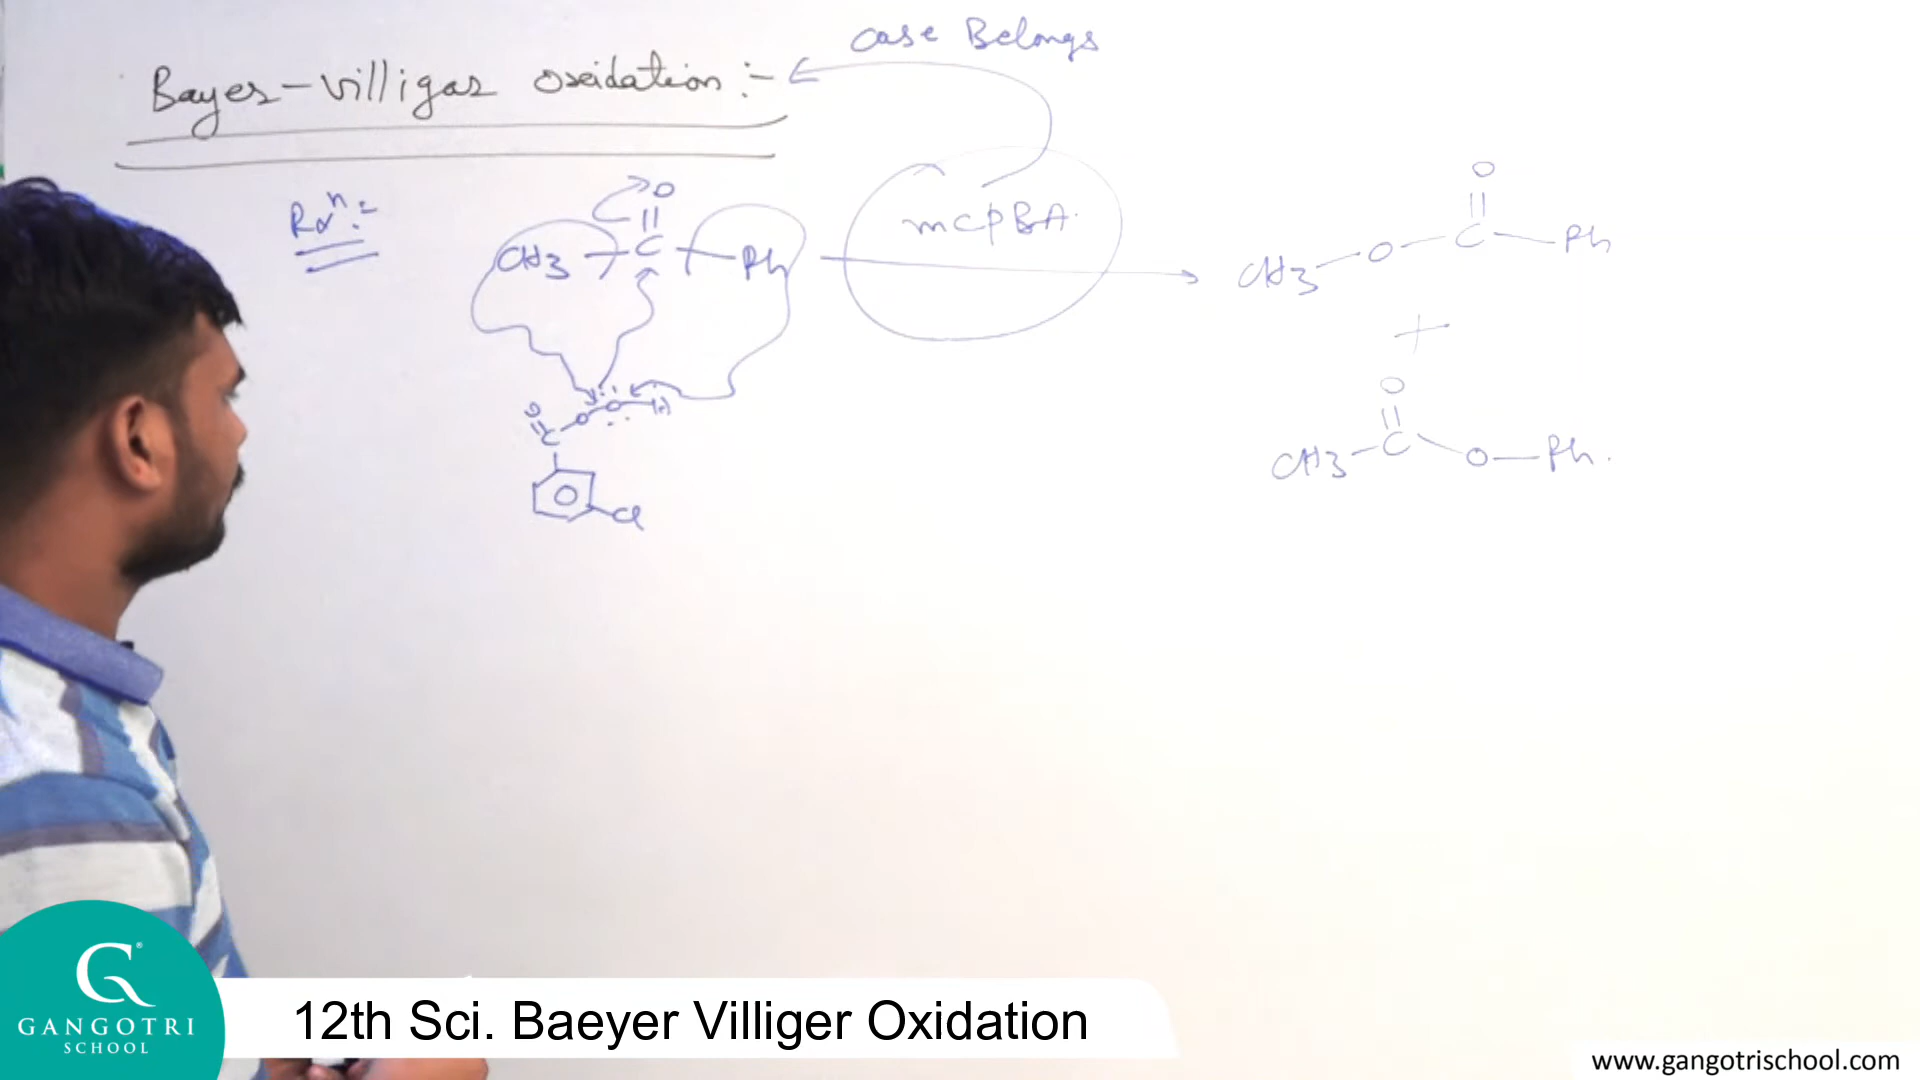 case Belongs
Bayer-villigar oxidation :-
Rxn:-
O
CH3 C Ph
mcpBA
O
CH3 O C Ph
+
O
CH3 C O Ph.
O
C O O H
Cl
GANGOTRI
SCHOOL
12th Sci. Baeyer Villiger Oxidation
www.gangotrischool.com